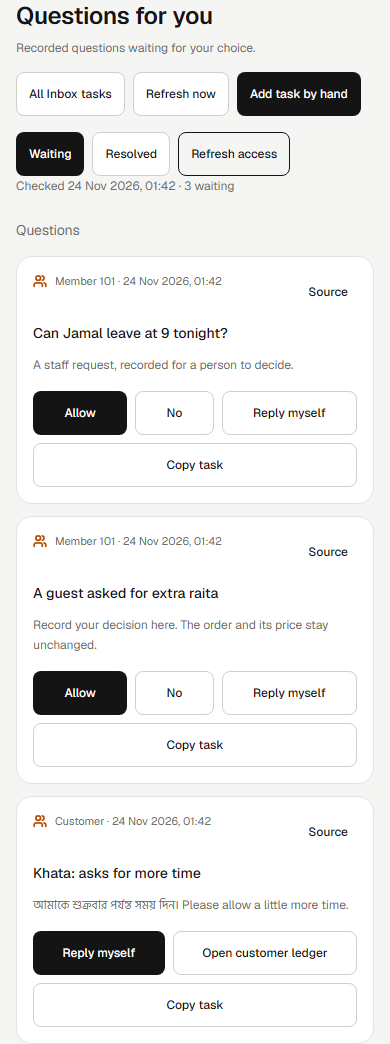 Questions for you
Recorded questions waiting for your choice.
All Inbox tasks
Refresh now
Add task by hand
Waiting
Resolved
Refresh access
Checked 24 Nov 2026, 01:42 · 3 waiting
Questions
Member 101 · 24 Nov 2026, 01:42
Source
Can Jamal leave at 9 tonight?
A staff request, recorded for a person to decide.
Allow
No
Reply myself
Copy task
Member 101 · 24 Nov 2026, 01:42
Source
A guest asked for extra raita
Record your decision here. The order and its price stay
unchanged.
Allow
No
Reply myself
Copy task
Customer · 24 Nov 2026, 01:42
Source
Khata: asks for more time
আমাকে শুক্রবার পর্যন্ত সময় দিন। Please allow a little more time.
Reply myself
Open customer ledger
Copy task